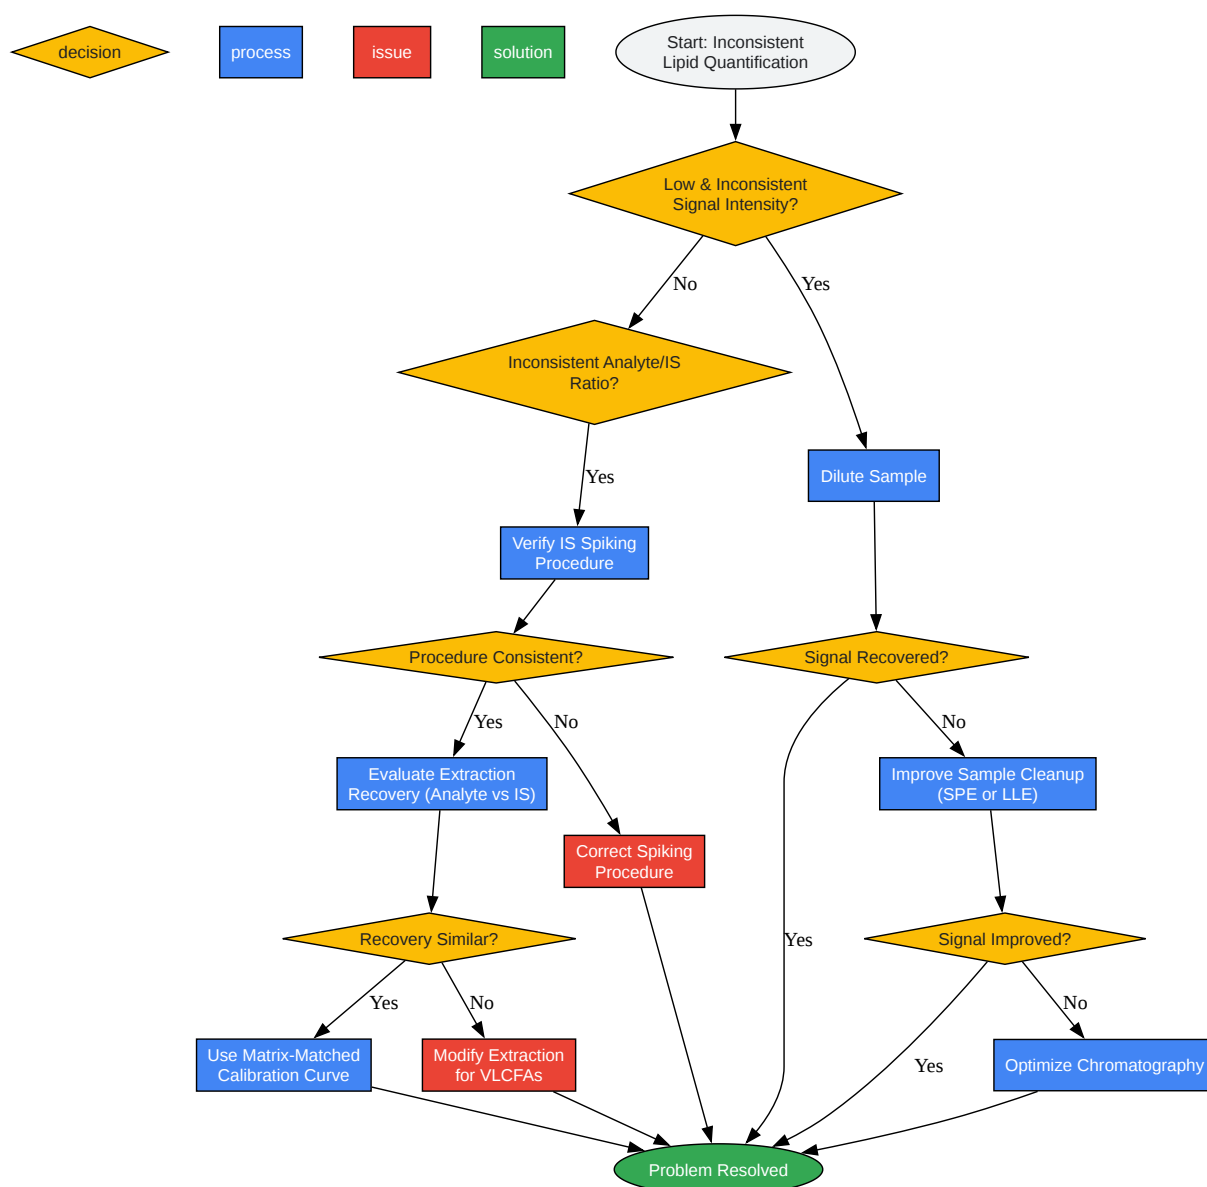 decision
process
issue
solution
Start: Inconsistent
Lipid Quantification
Low & Inconsistent
Signal Intensity?
No
Yes
Inconsistent Analyte/IS
Ratio?
Yes
Dilute Sample
Verify IS Spiking
Procedure
Procedure Consistent?
Signal Recovered?
Yes
No
No
Evaluate Extraction
Recovery (Analyte vs IS)
Improve Sample Cleanup
(SPE or LLE)
Correct Spiking
Procedure
Recovery Similar?
Yes
Signal Improved?
Yes
No
No
Use Matrix-Matched
Calibration Curve
Modify Extraction
for VLCFAs
Yes
Optimize Chromatography
Problem Resolved